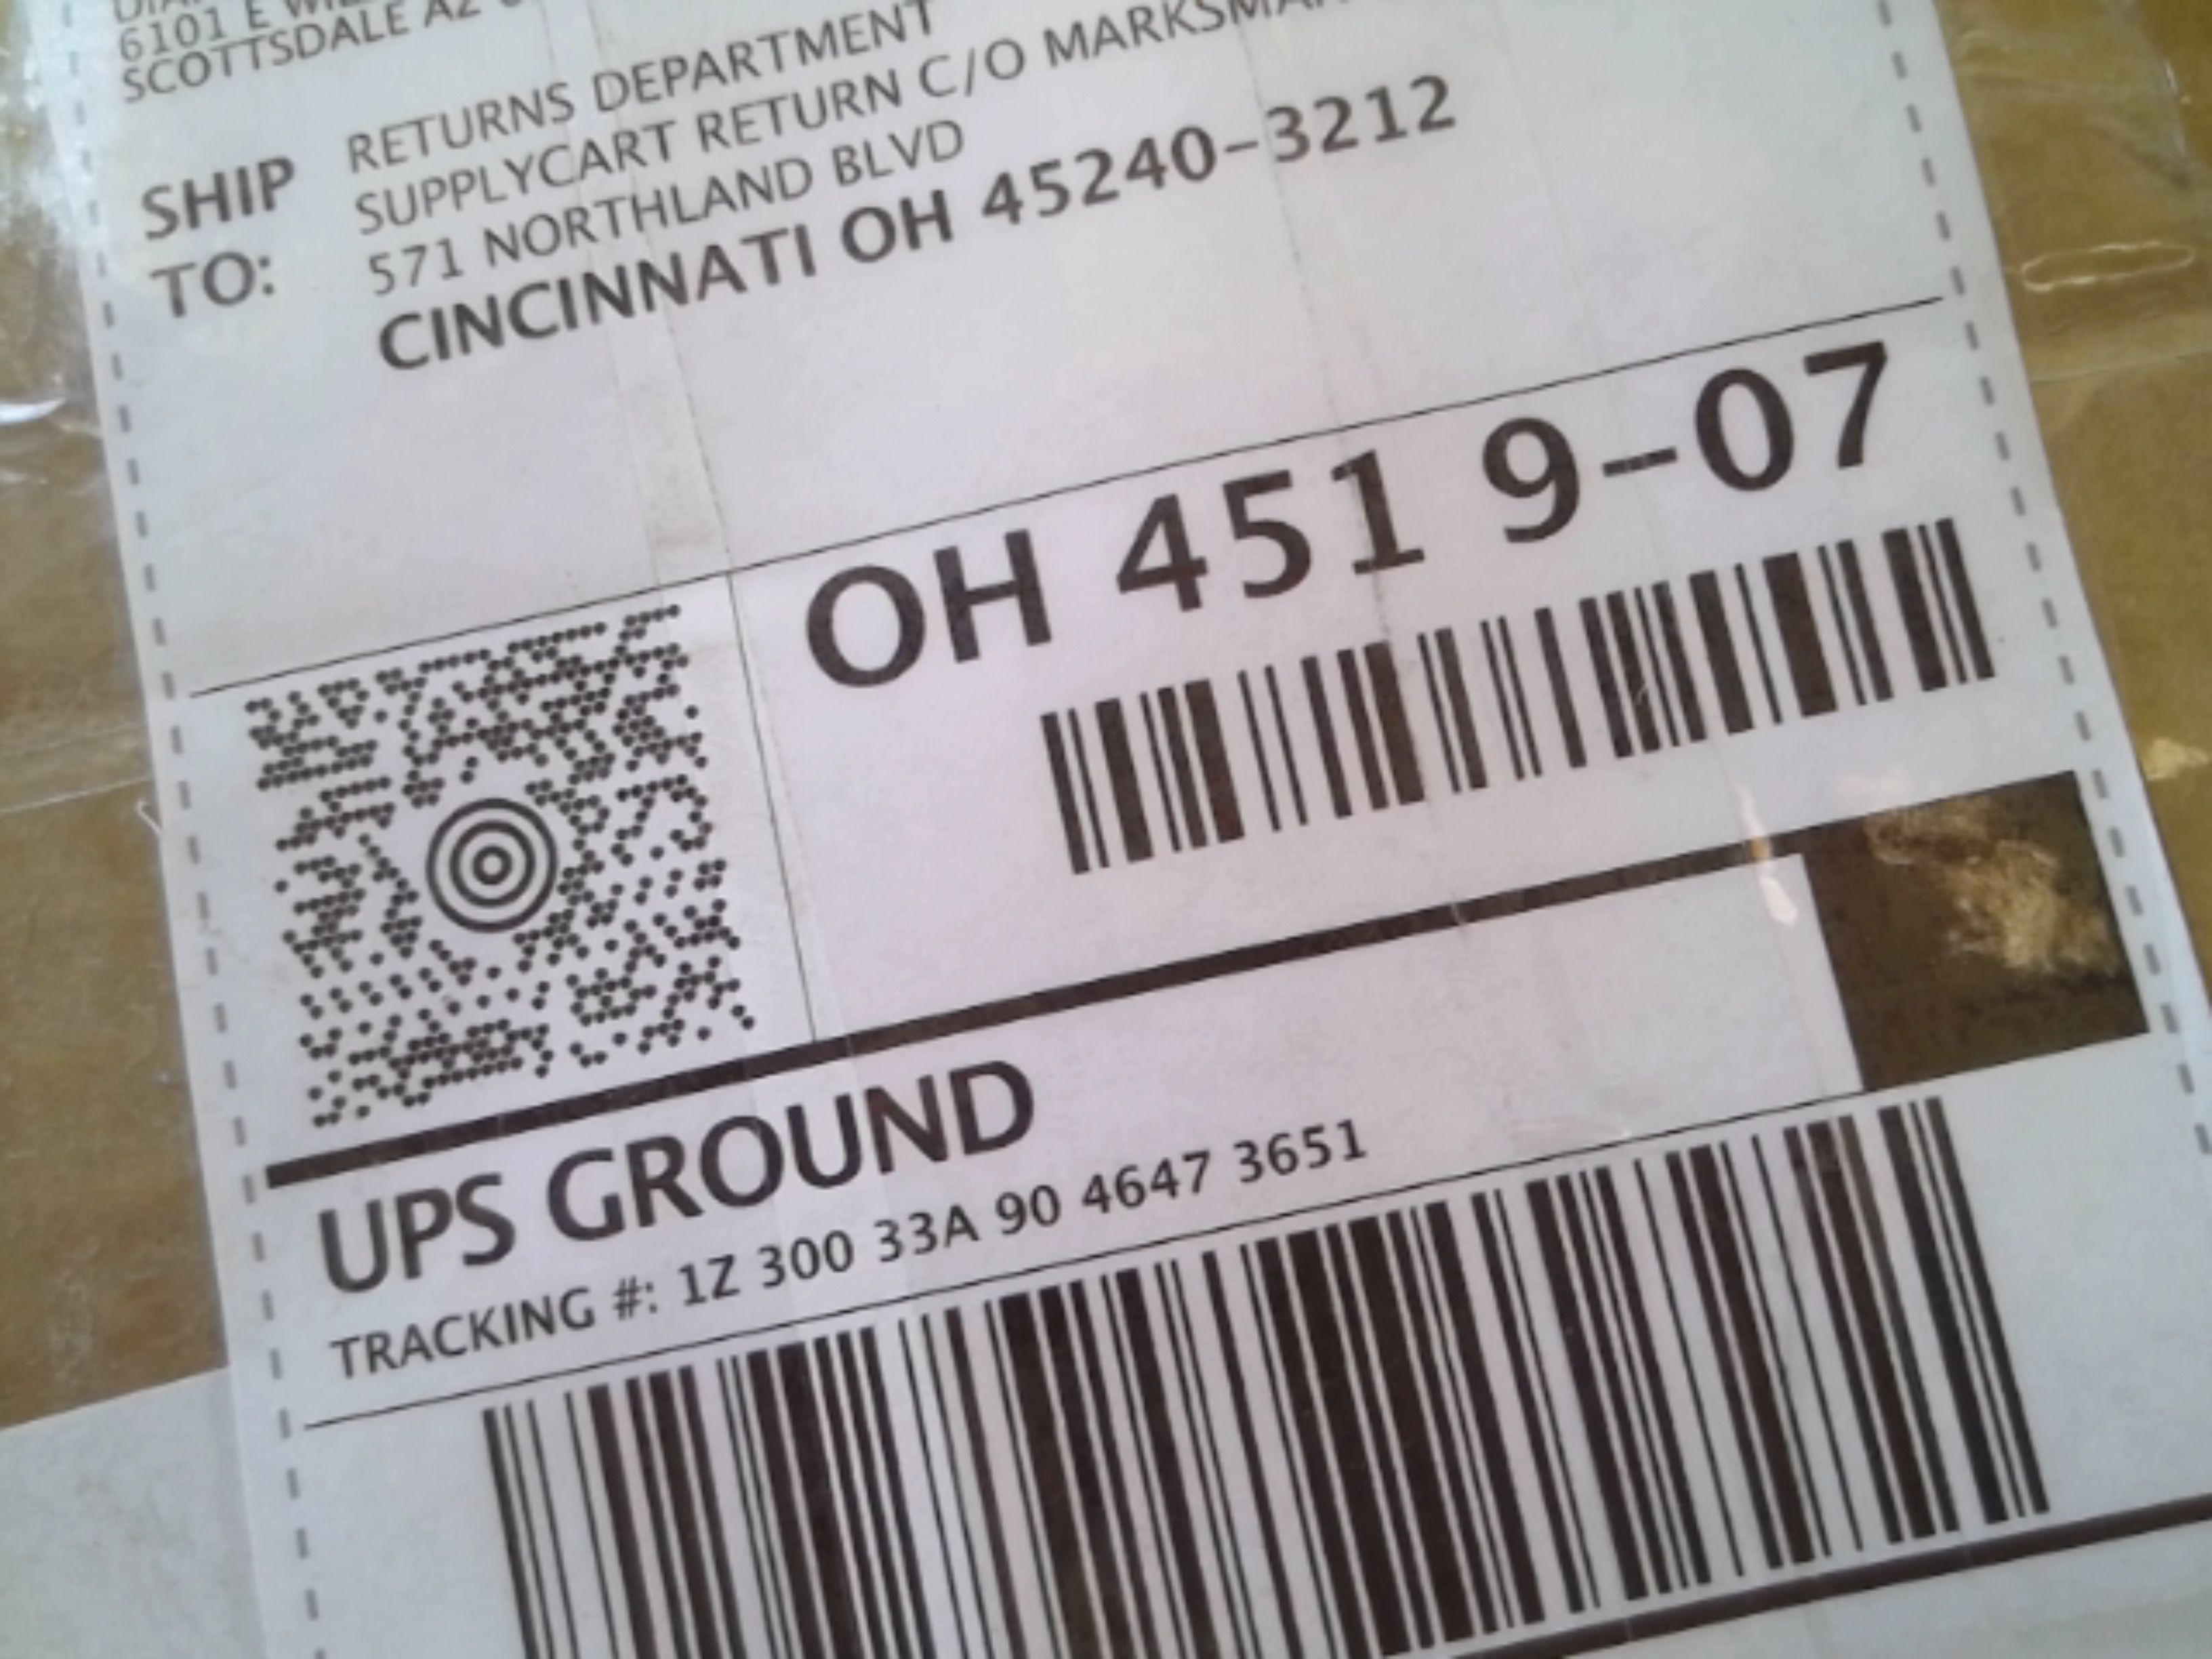 6101 E
SCOTTSDALE AZ
SHIP TO:
RETURNS DEPARTMENT
SUPPLYCART RETURN C/O
571 NORTHLAND BLVD
CINCINNATI OH 45240-3212
OH 451 9-07
UPS GROUND
TRACKING #: 1Z 300 33A 90 4647 3651